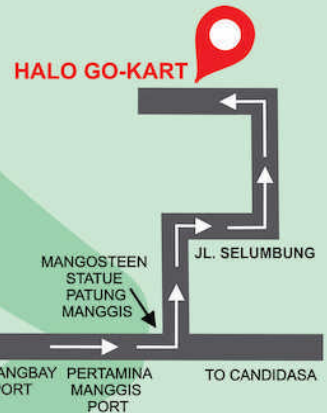 HALO GO-KART
JL. SELUMBUNG
MANGOSTEEN
STATUE
PATUNG
MANGGIS
PERTAMINA
MANGGIS
PORT
TO CANDIDASA